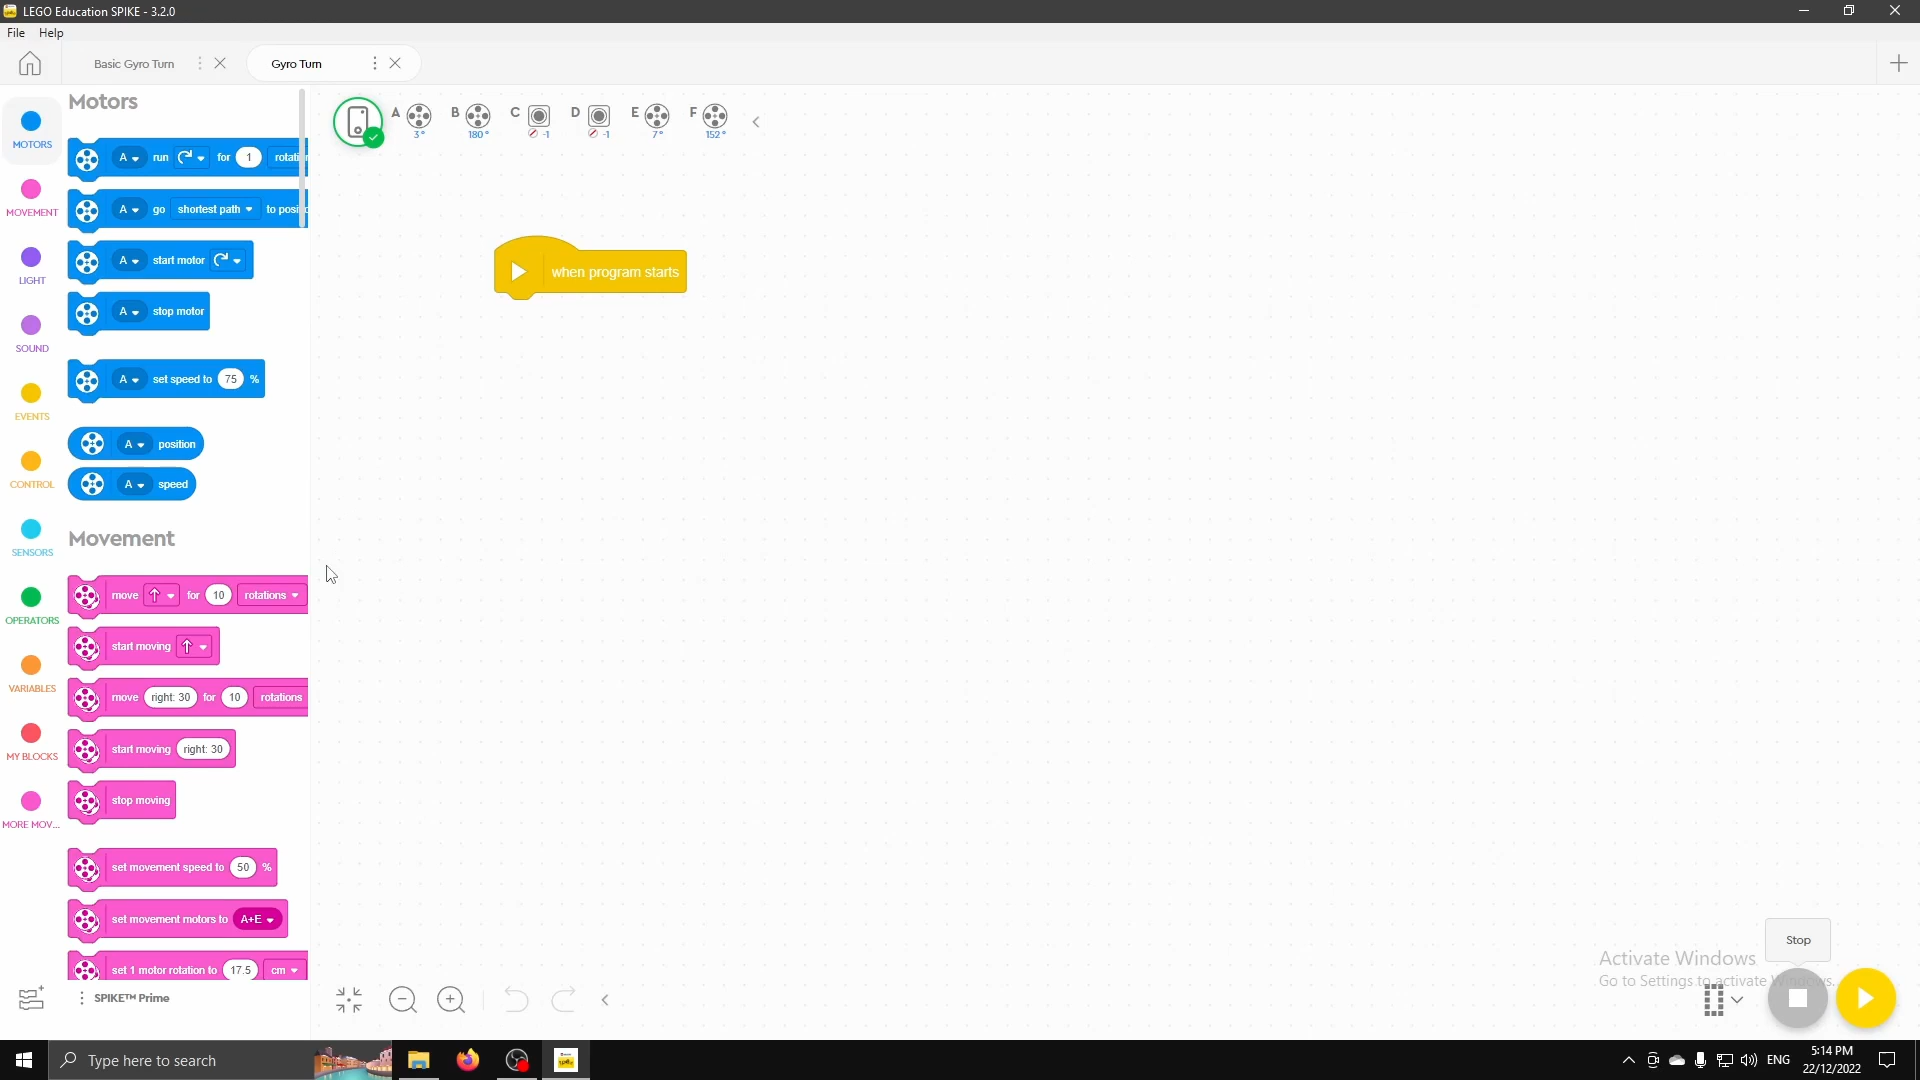 LEGO Education SPIKE - 3.2.0
File Help
Basic Gyro Turn
Gyro Turn
Motors
A B C D E F
3° 180° -1 -1 7° 152°
MOTORS
A run for 1
A go shortest path
MOVEMENT
A start motor
LIGHT
A stop motor
SOUND
A set speed to 75 %
EVENTS
A position
CONTROL
A speed
when program starts
SENSORS
Movement
move for 10 rotations
OPERATORS
start moving
VARIABLES
move right: 30 for 10 rotations
MY BLOCKS
start moving right: 30
MORE MOV...
stop moving
set movement speed to 50 %
set movement motors to A+E
set 1 motor rotation to 17.5 cm
SPIKE™ Prime
Stop
Activate Windows
Go to Settings to activate Windows.
Type here to search
ENG
5:14 PM
22/12/2022